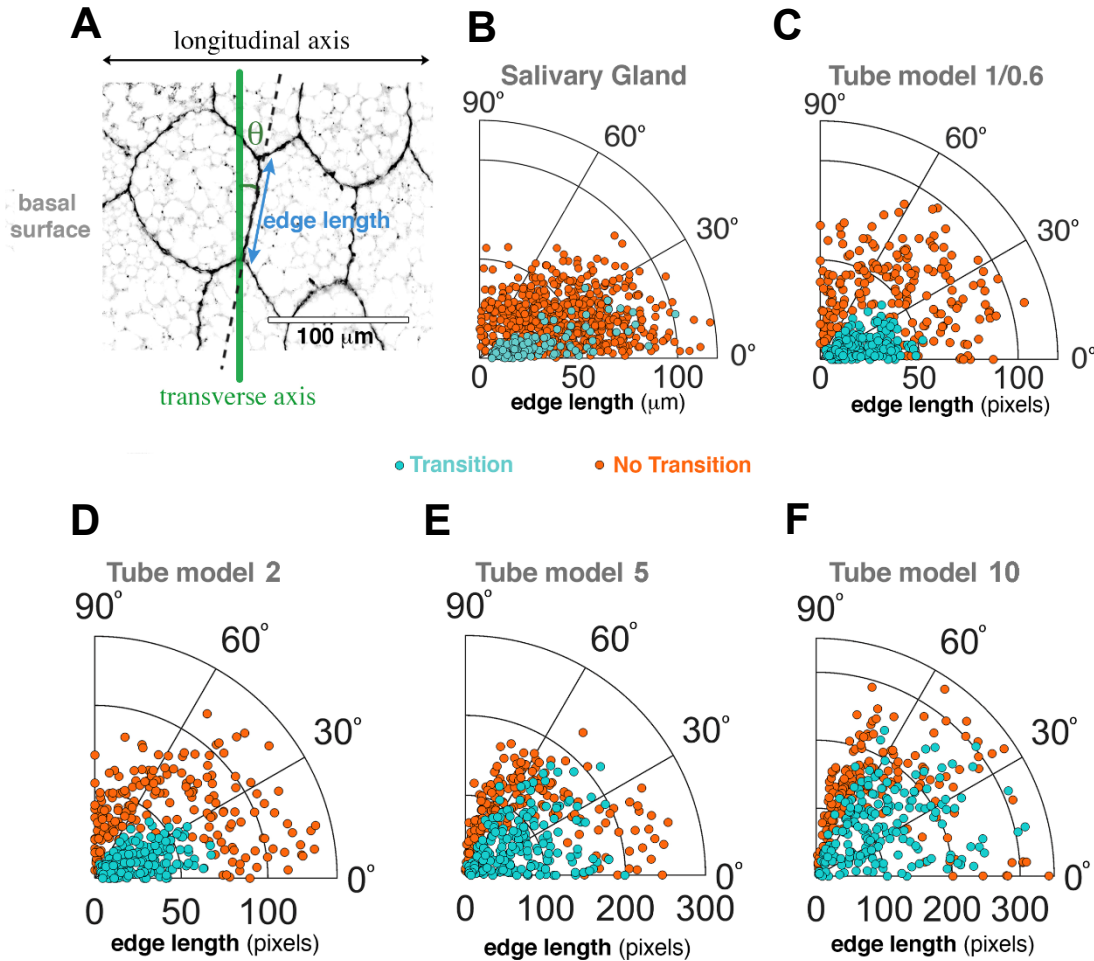 A
longitudinal axis
θ
edge length
basal
surface
100 μm
transverse axis
B
Salivary Gland
90°
60°
30°
0°
0 50 100
edge length (μm)
C
Tube model 1/0.6
90°
60°
30°
0°
0 50 100
edge length (pixels)
Transition
No Transition
D
Tube model 2
90°
60°
30°
0°
0 50 100
edge length (pixels)
E
Tube model 5
90°
60°
30°
0°
0 100 200 300
edge length (pixels)
F
Tube model 10
90°
60°
30°
0°
0 100 200 300
edge length (pixels)